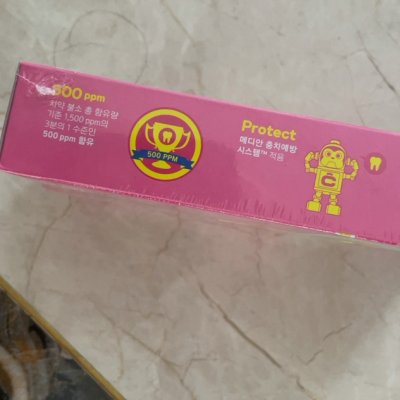 500 ppm
치약 불소 총 함유량
기준 1,500 ppm의
3분의 1 수준인
500 ppm 함유
500 PPM
Protect
메디안 충치예방
시스템™ 적용
C